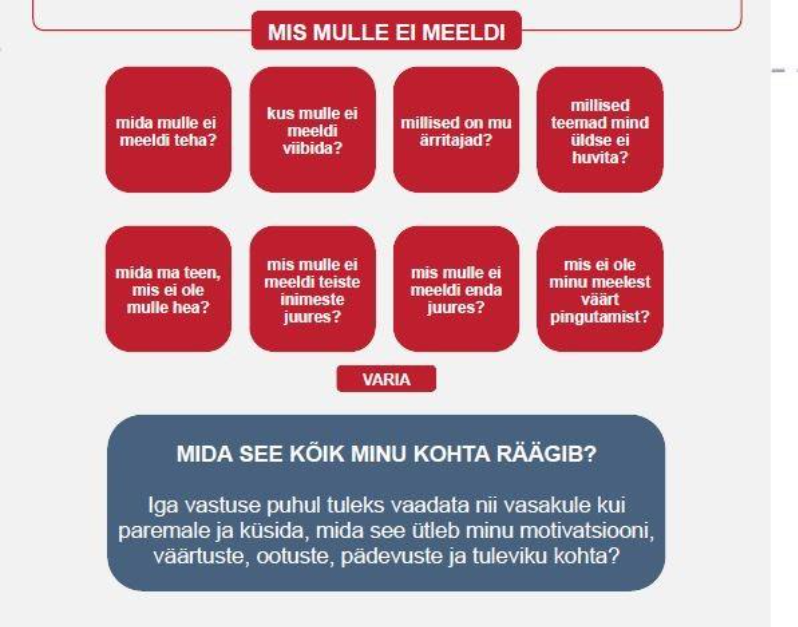 MIS MULLE EI MEELDI
mida mulle ei
meeldi teha?
kus mulle ei
meeldi
viibida?
millised on mu
ärritajad?
millised
teemad mind
üldse ei
huvita?
mida ma teen,
mis ei ole
mulle hea?
mis mulle ei
meeldi teiste
inimeste
juures?
mis mulle ei
meeldi enda
juures?
mis ei ole
minu meelest
väärt
pingutamist?
VARIA
MIDA SEE KÕIK MINU KOHTA RÄÄGIB?
Iga vastuse puhul tuleks vaadata nii vasakule kui
paremale ja küsida, mida see ütleb minu motivatsiooni,
väärtuste, ootuste, pädevuste ja tuleviku kohta?